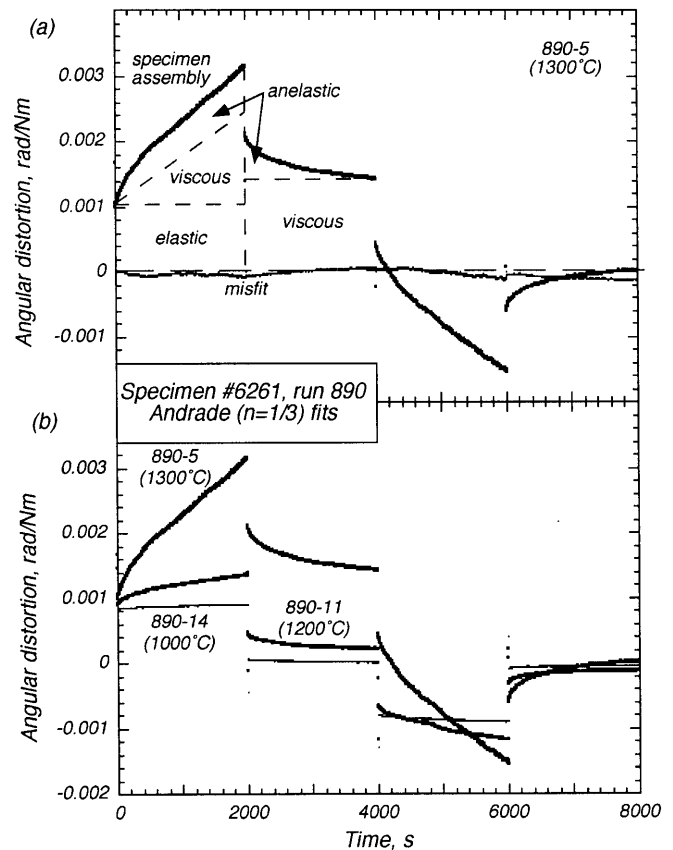 (a)
890-5
(1300°C)
specimen
assembly
anelastic
viscous
viscous
elastic
misfit
Angular distortion, rad/Nm
0.003
0.002
0.001
0
-0.001
Specimen #6261, run 890
Andrade (n=1/3) fits
(b)
890-5
(1300°C)
890-14
(1000°C)
890-11
(1200°C)
Angular distortion, rad/Nm
0.003
0.002
0.001
0
-0.001
-0.002
0 2000 4000 6000 8000
Time, s